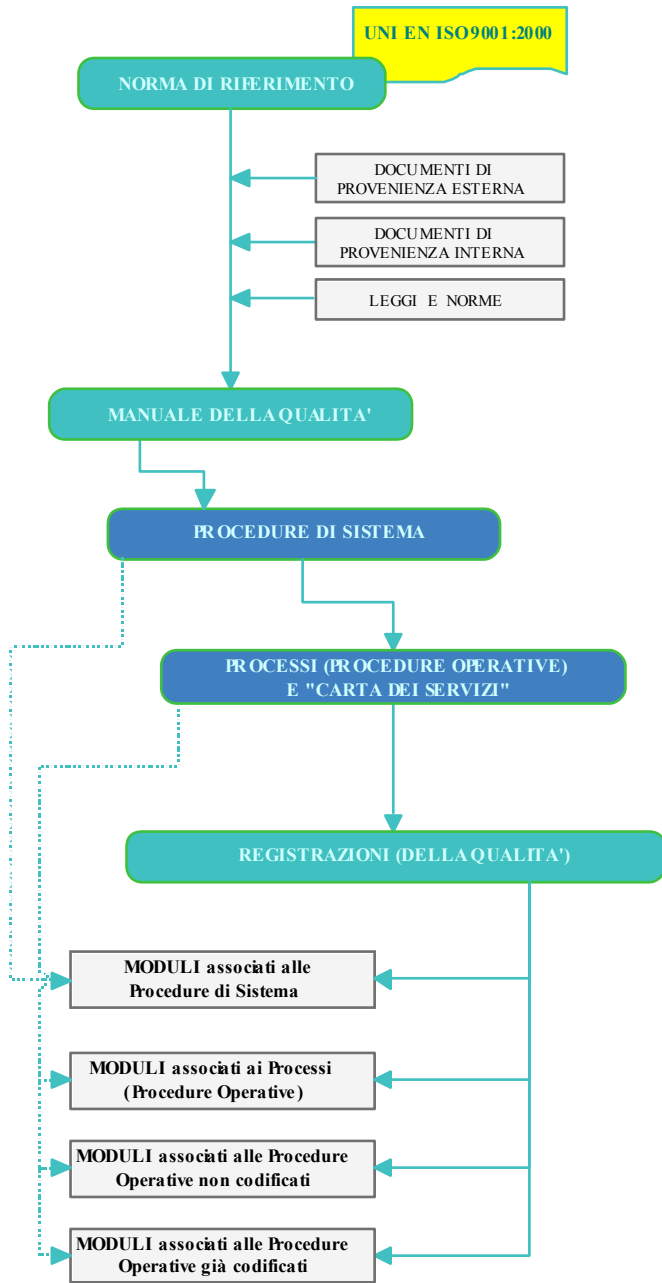 UNI EN ISO 9001:2000
NORMA DI RIFERIMENTO
DOCUMENTI DI
PROVENIENZA ESTERNA
DOCUMENTI DI
PROVENIENZA INTERNA
LEGGI E NORME
MANUALE DELLA QUALITA'
PROCEDURE DI SISTEMA
PROCESSI (PROCEDURE OPERATIVE)
E "CARTA DEI SERVIZI"
REGISTRAZIONI (DELLA QUALITA')
MODULI associati alle
Procedure di Sistema
MODULI associati ai Processi
(Procedure Operative)
MODULI associati alle Procedure
Operative non codificati
MODULI associati alle Procedure
Operative già codificati